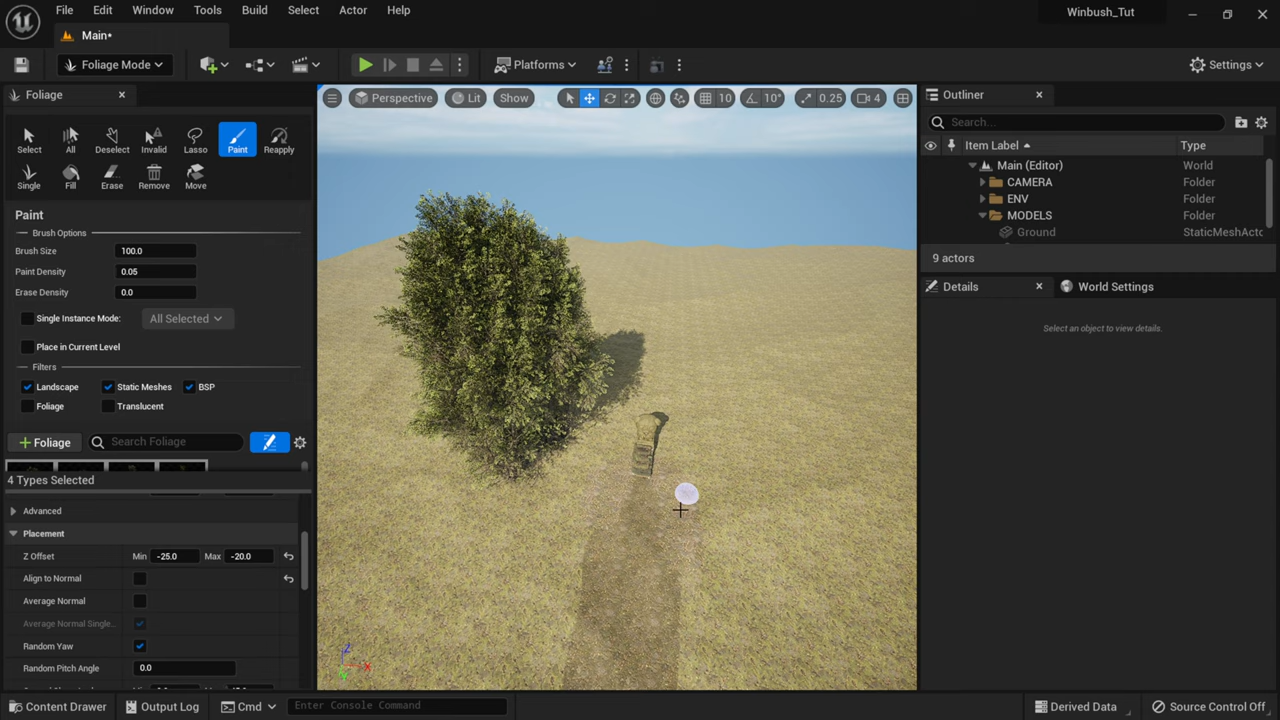 File Edit Window Tools Build Select Actor Help
Winbush_Tut
Main*
Foliage Mode
Platforms
Settings
Foliage
Perspective
Lit
Show
10
10°
0.25
4
Outliner
Search...
Select All Deselect Invalid Lasso Paint Reapply
Item Label Type
Main (Editor) World
CAMERA Folder
ENV Folder
MODELS Folder
Ground StaticMeshActo
Single Fill Erase Remove Move
Paint
Brush Options
Brush Size 100.0
Paint Density 0.05
Erase Density 0.0
Single Instance Mode: All Selected
Place in Current Level
Filters
Landscape Static Meshes BSP
Foliage Translucent
9 actors
Details World Settings
Select an object to view details.
+ Foliage Search Foliage
4 Types Selected
Advanced
Placement
Z Offset Min -25.0 Max -20.0
Align to Normal
Average Normal
Average Normal Single..
Random Yaw
Random Pitch Angle 0.0
Z
X
Y
Content Drawer Output Log Cmd Enter Console Command Derived Data Source Control Off